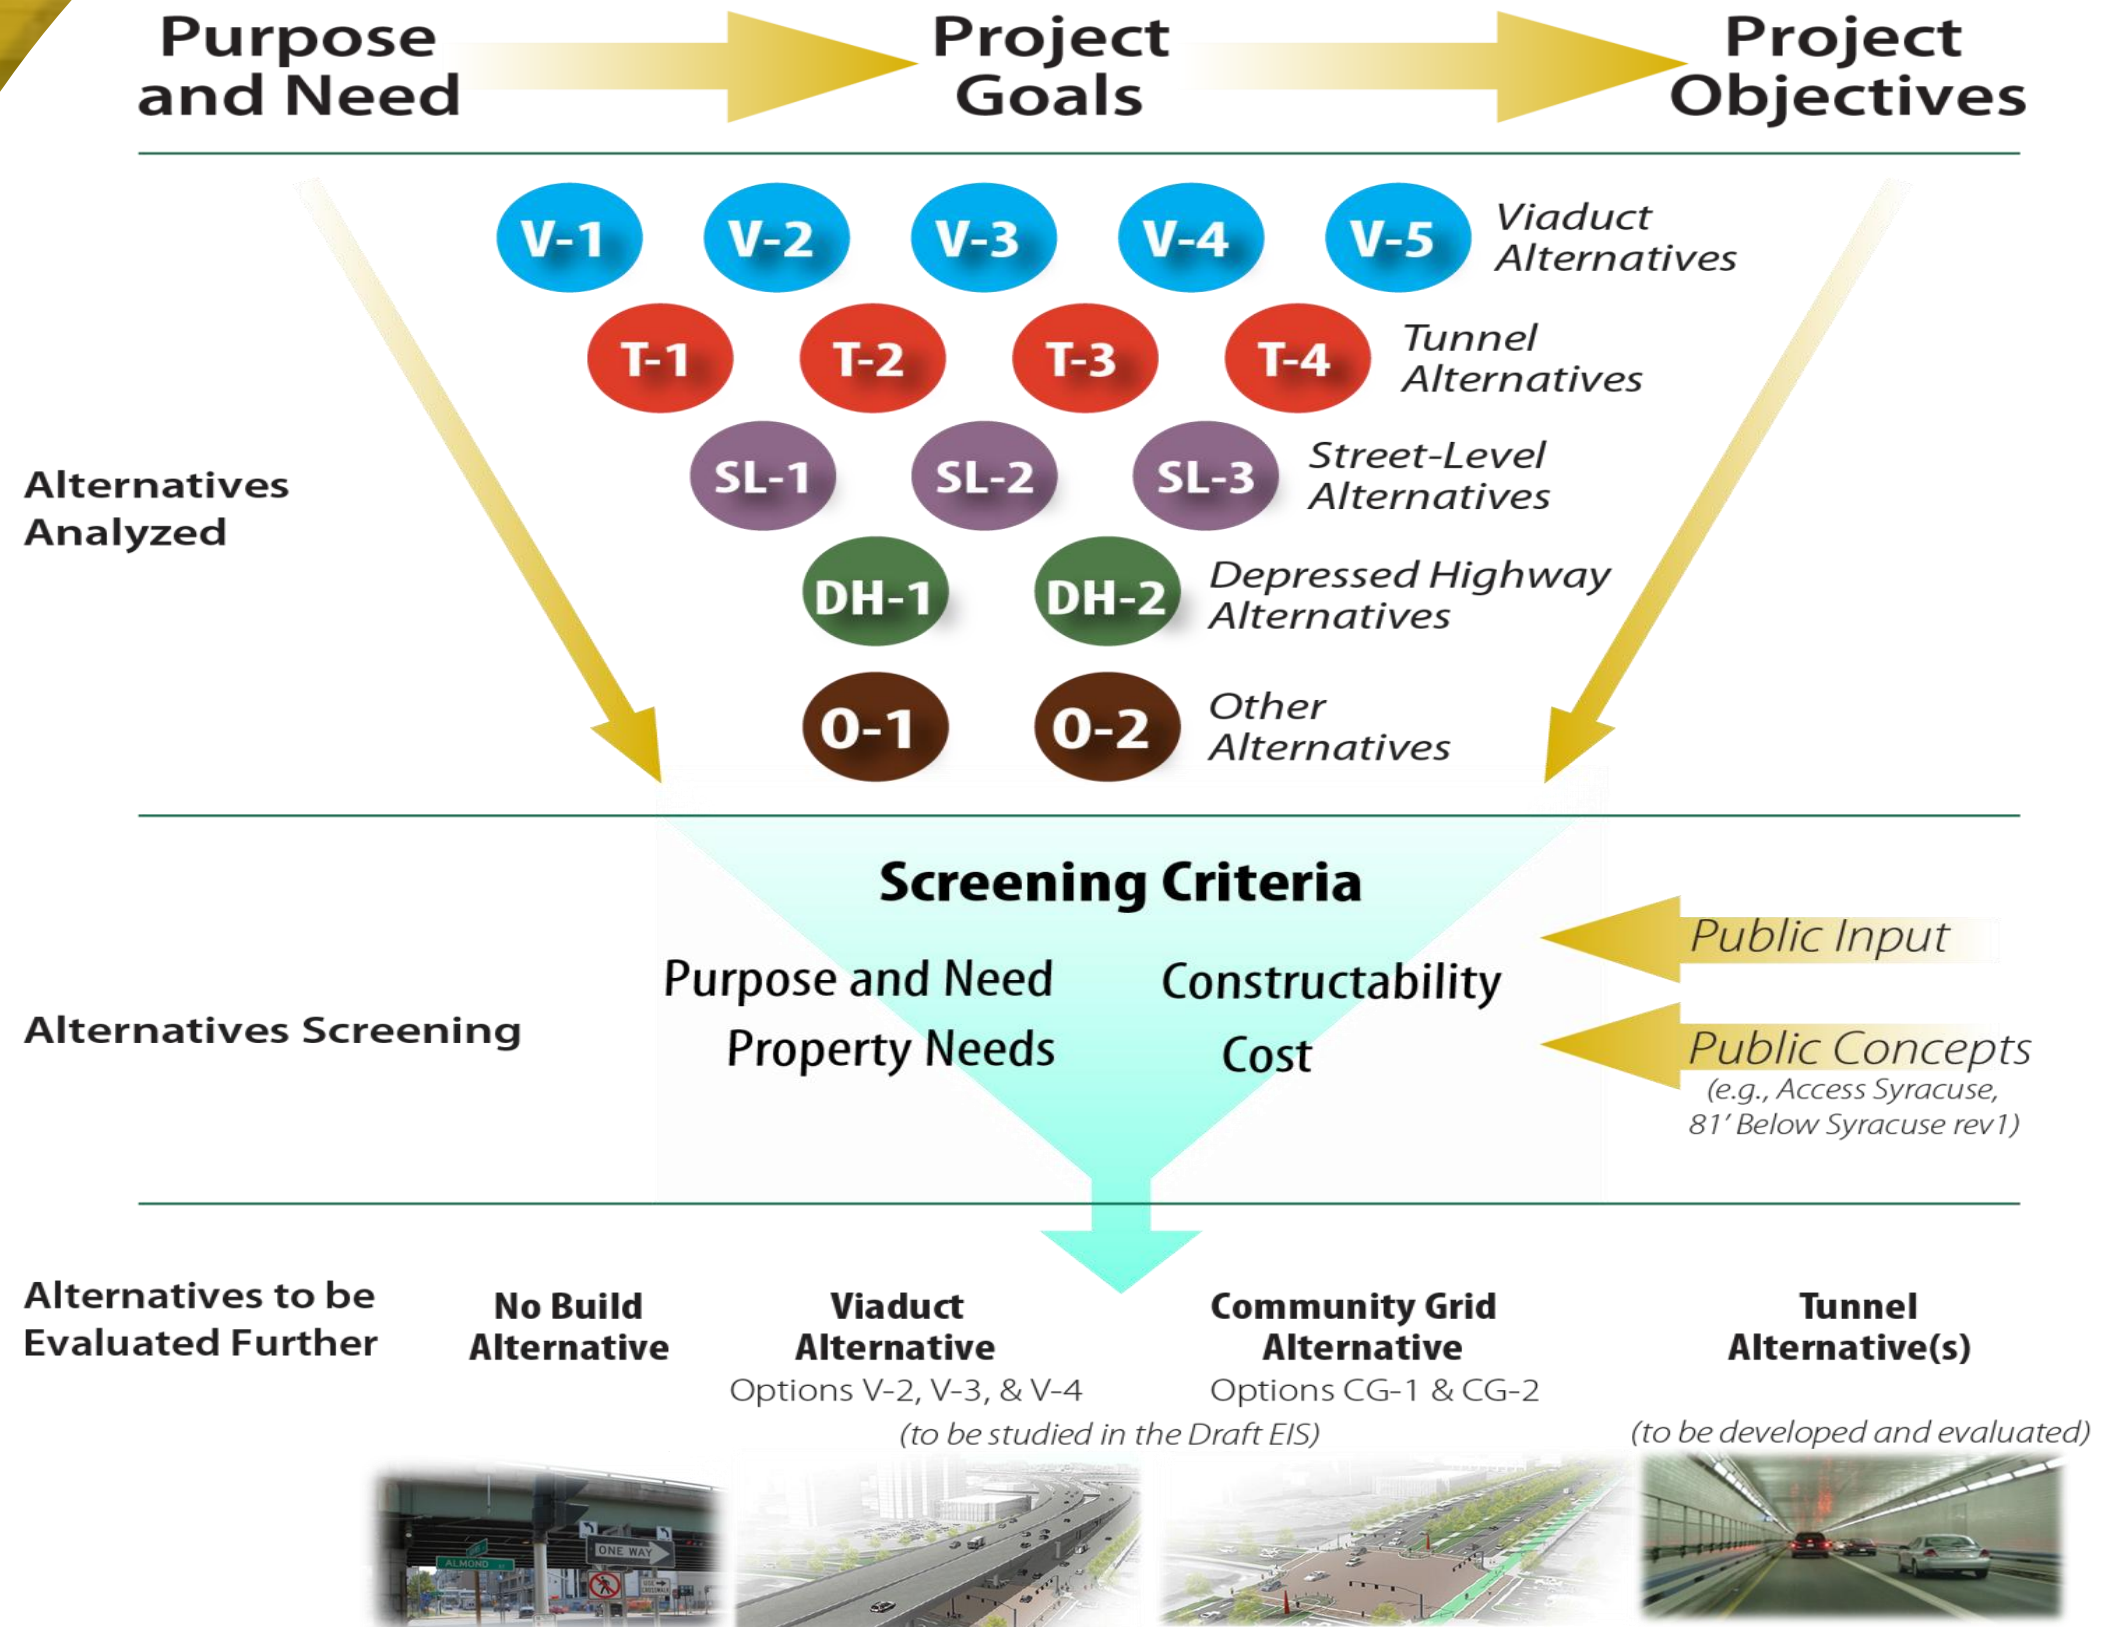 Purpose
and Need
Project
Goals
Project
Objectives
V-1 V-2 V-3 V-4 V-5
Viaduct
Alternatives
T-1 T-2 T-3 T-4
Tunnel
Alternatives
Alternatives
Analyzed
SL-1 SL-2 SL-3
Street-Level
Alternatives
DH-1 DH-2
Depressed Highway
Alternatives
O-1 O-2
Other
Alternatives
Screening Criteria
Alternatives Screening
Purpose and Need
Property Needs
Constructability
Cost
Public Input
Public Concepts
(e.g., Access Syracuse,
81' Below Syracuse rev1)
Alternatives to be
Evaluated Further
No Build
Alternative
Viaduct
Alternative
Options V-2, V-3, & V-4
Community Grid
Alternative
Options CG-1 & CG-2
(to be studied in the Draft EIS)
Tunnel
Alternative(s)
(to be developed and evaluated)
ALMOND
ONE WAY
USE
CROSSWALK